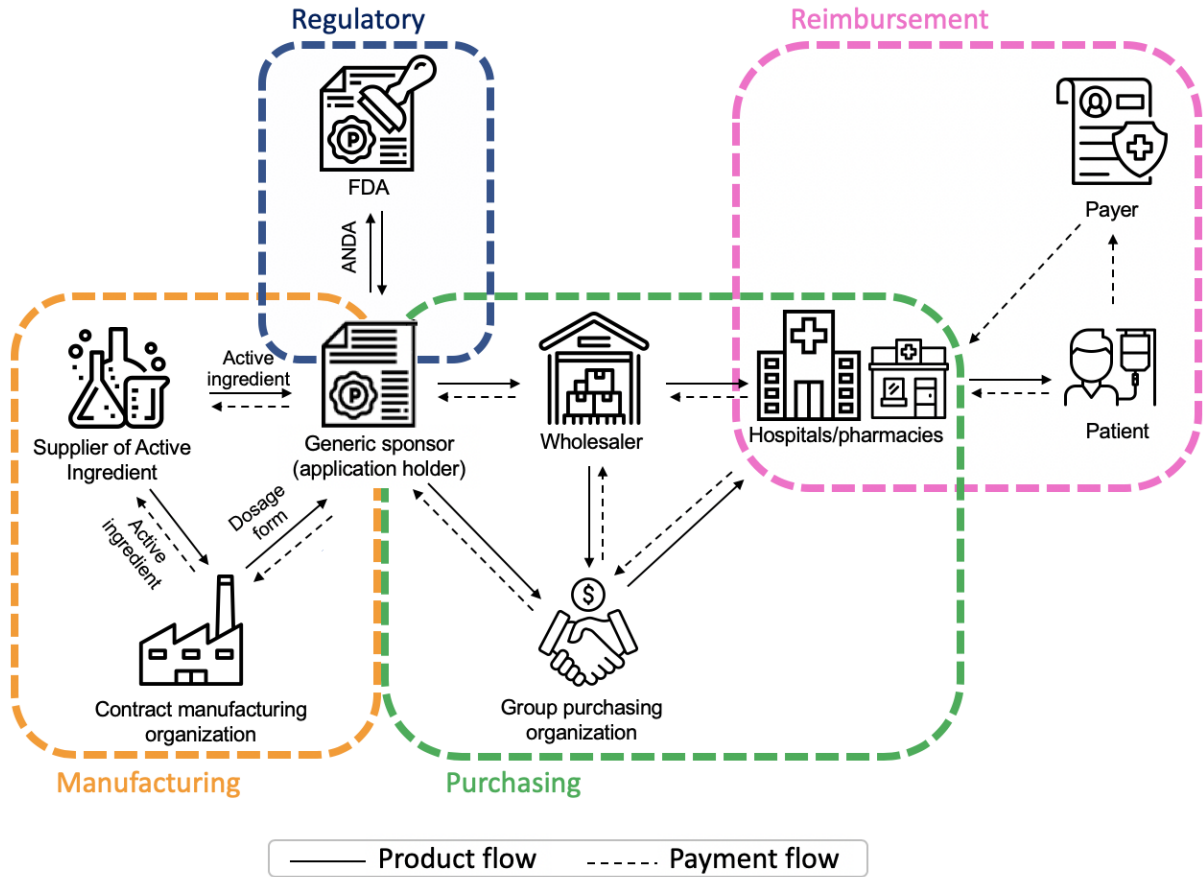 Regulatory
Reimbursement
P
FDA
Payer
ANDA
Active
ingredient
P
Supplier of Active
Ingredient
Generic sponsor
(application holder)
Wholesaler
Hospitals/pharmacies
Patient
Active
ingredient
Dosage
form
$
Contract manufacturing
organization
Group purchasing
organization
Manufacturing
Purchasing
Product flow
Payment flow